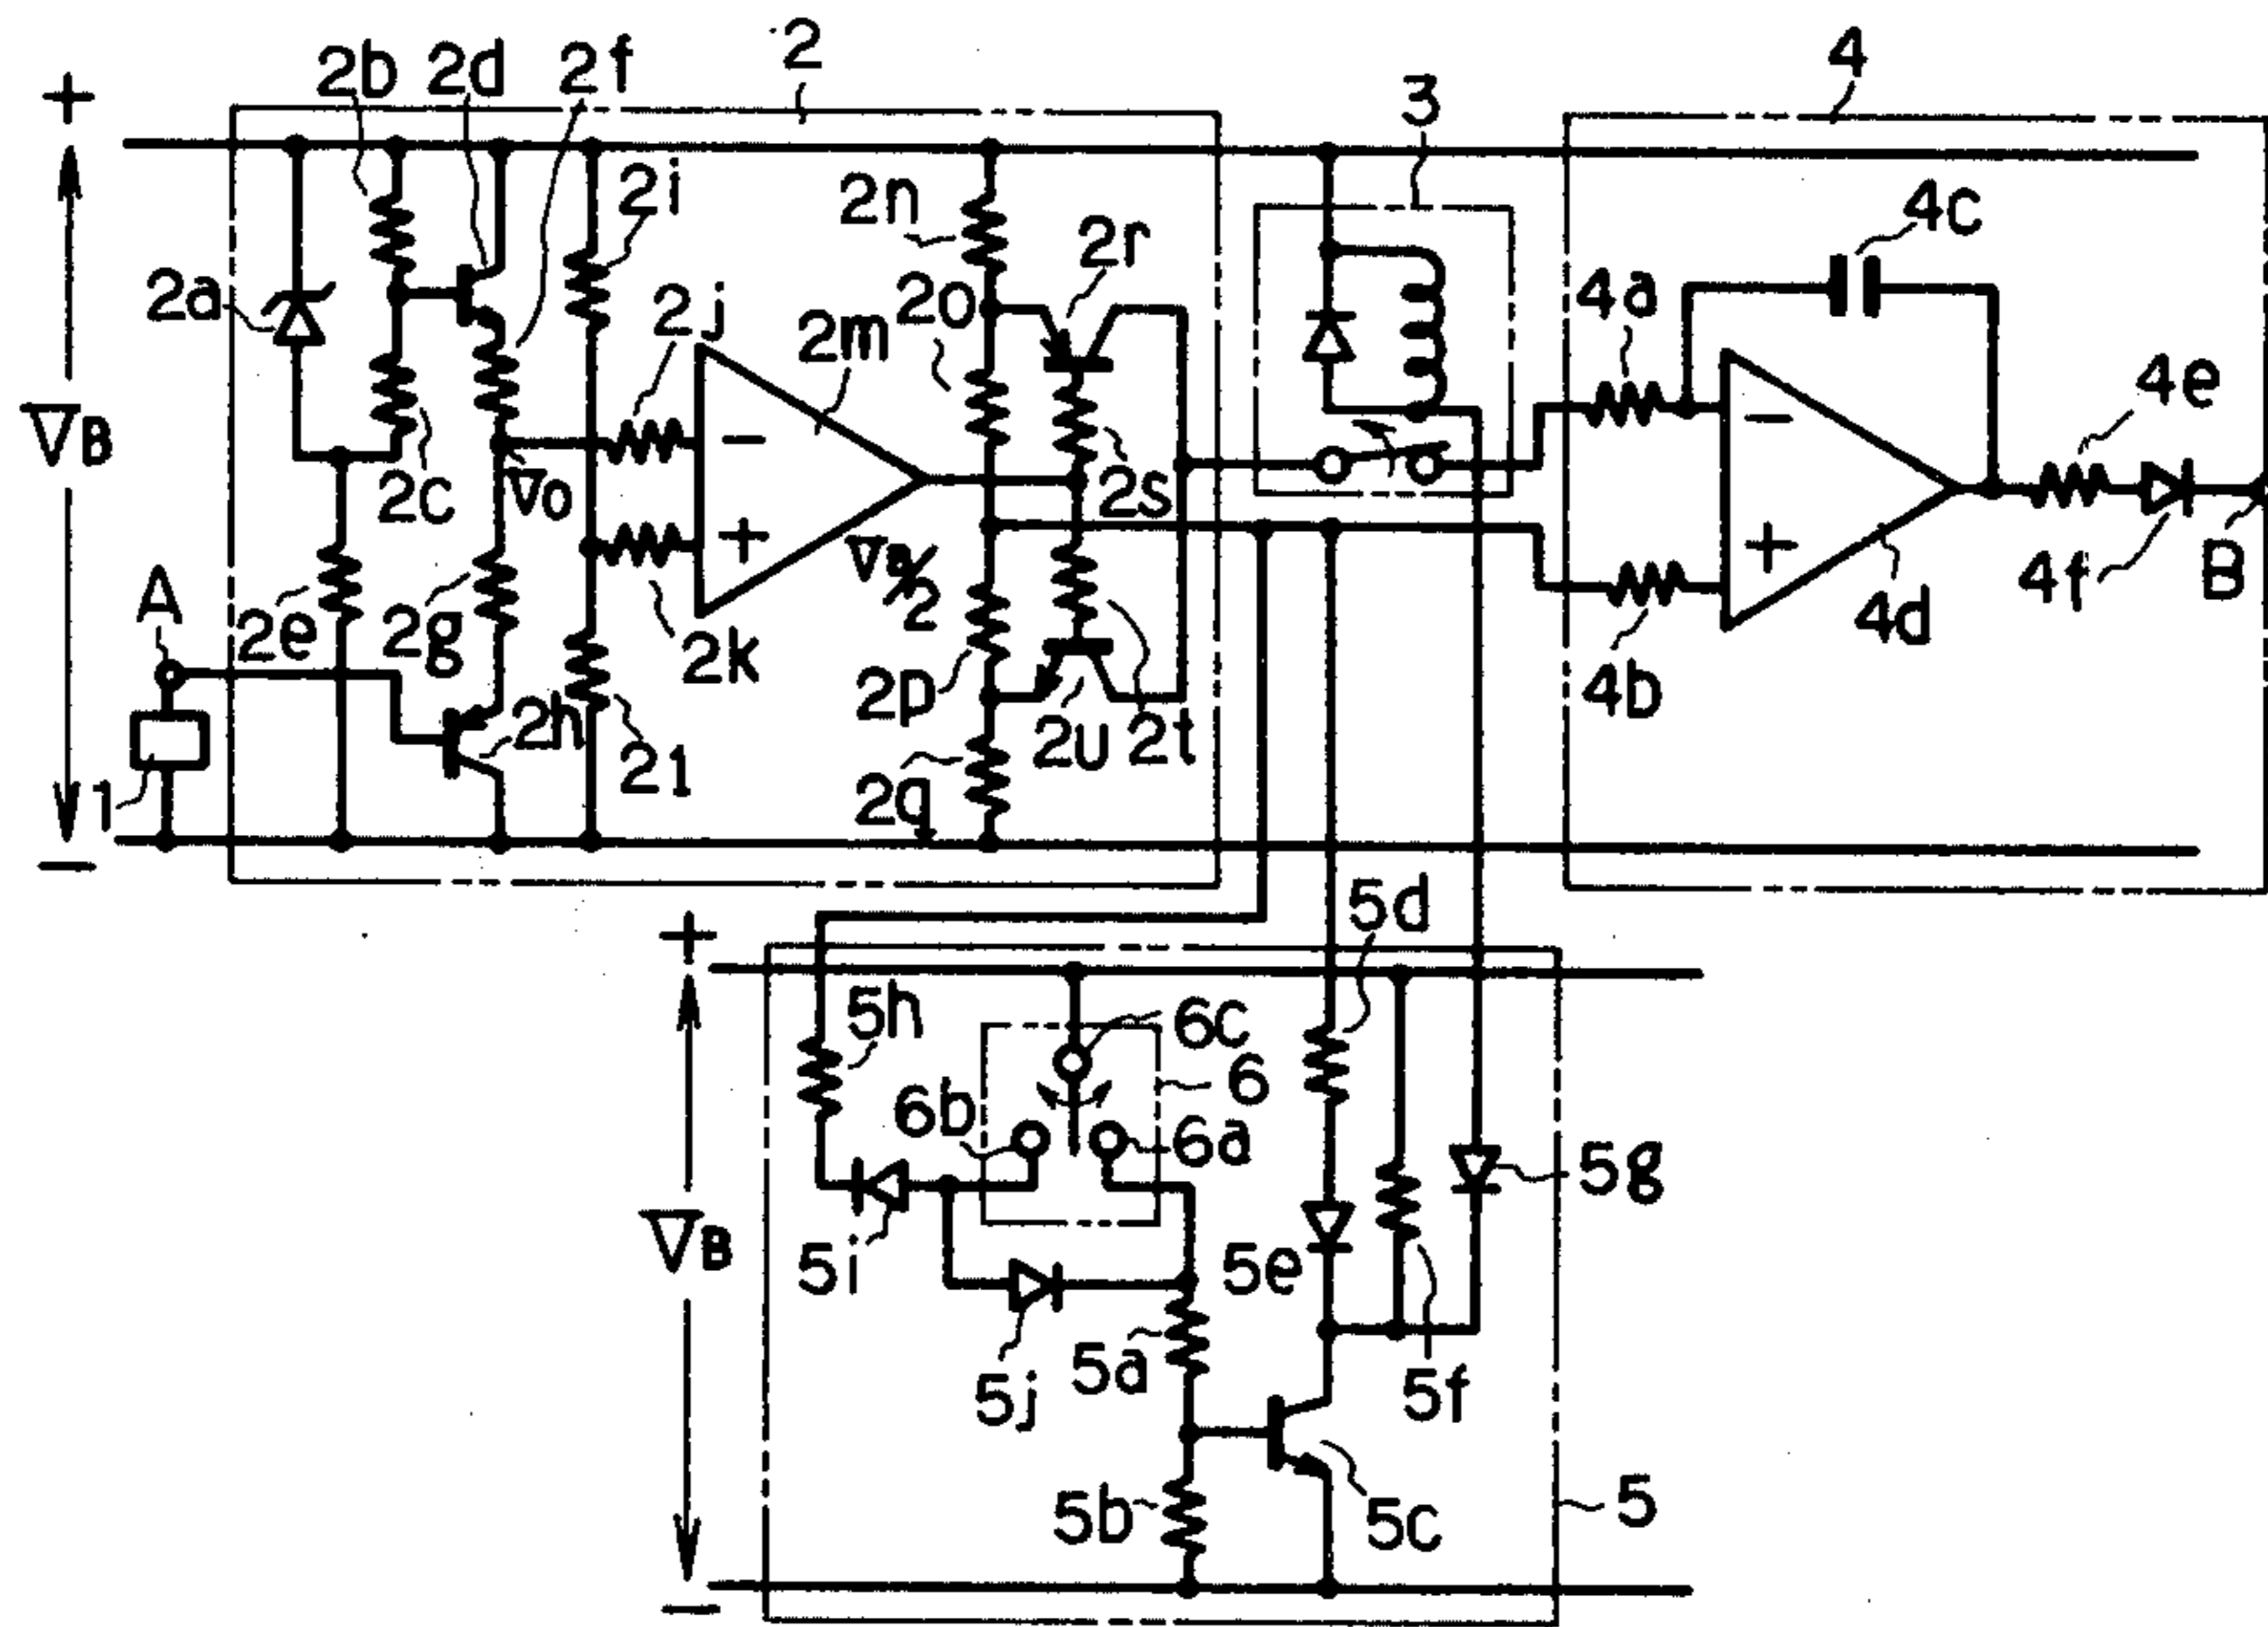 2b 2d 2f 2 3 4
+
2i 2n 2r 4c
2a 2j 2m 2o 4a 4e
VB
2c Vo 2s
+ VB/2 + 4f B
A 2e 2g 2k 2p 4d 4b
1 2h 2l 2q 2u 2t
−
+ 5d
5h 6c
6
6b 6a 5g
VB
5i 5e
5j 5a 5f
5b 5c 5
−